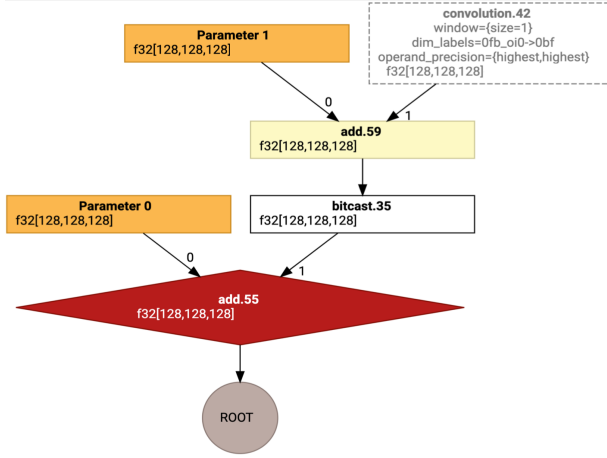 Parameter 1
f32[128,128,128]
convolution.42
window={size=1}
dim_labels=0fb_oi0->0bf
operand_precision={highest,highest}
f32[128,128,128]
0
1
add.59
f32[128,128,128]
Parameter 0
f32[128,128,128]
bitcast.35
f32[128,128,128]
0
1
add.55
f32[128,128,128]
ROOT